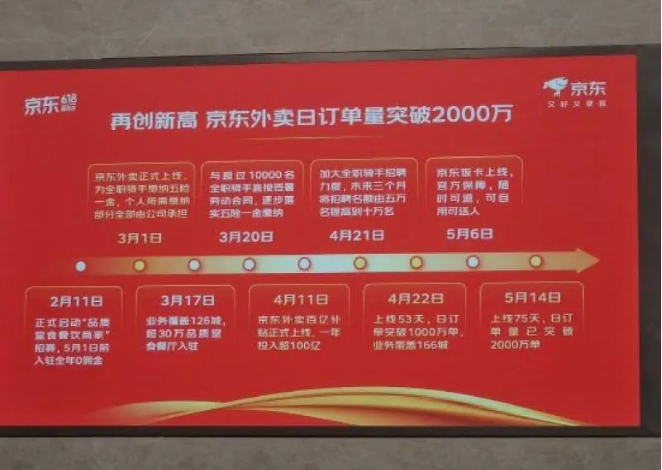 京东618
京东
又好又便宜
再创新高 京东外卖日订单量突破2000万
京东外卖正式上线，
为全职骑手缴纳五险
一金，个人所需缴纳
部分全部由公司承担
3月1日
与超过10000名
全职骑手直接签署
劳动合同，逐步落
实五险一金缴纳
3月20日
加大全职骑手招聘
力度，未来三个月
将招聘名额由五万
名提高到十万名
4月21日
京东饭卡上线，
官方保障，随
时可退，可自
用可送人
5月6日
2月11日
正式启动“品质
堂食餐饮商家”
招募，5月1日前
入驻全年0佣金
3月17日
业务覆盖126城，
超30万品质堂
食餐厅入驻
4月11日
京东外卖百亿补
贴正式上线，一年
投入超100亿
4月22日
上线53天，日订
单突破1000万单，
业务覆盖166城
5月14日
上线75天，日订
单量已突破
2000万单